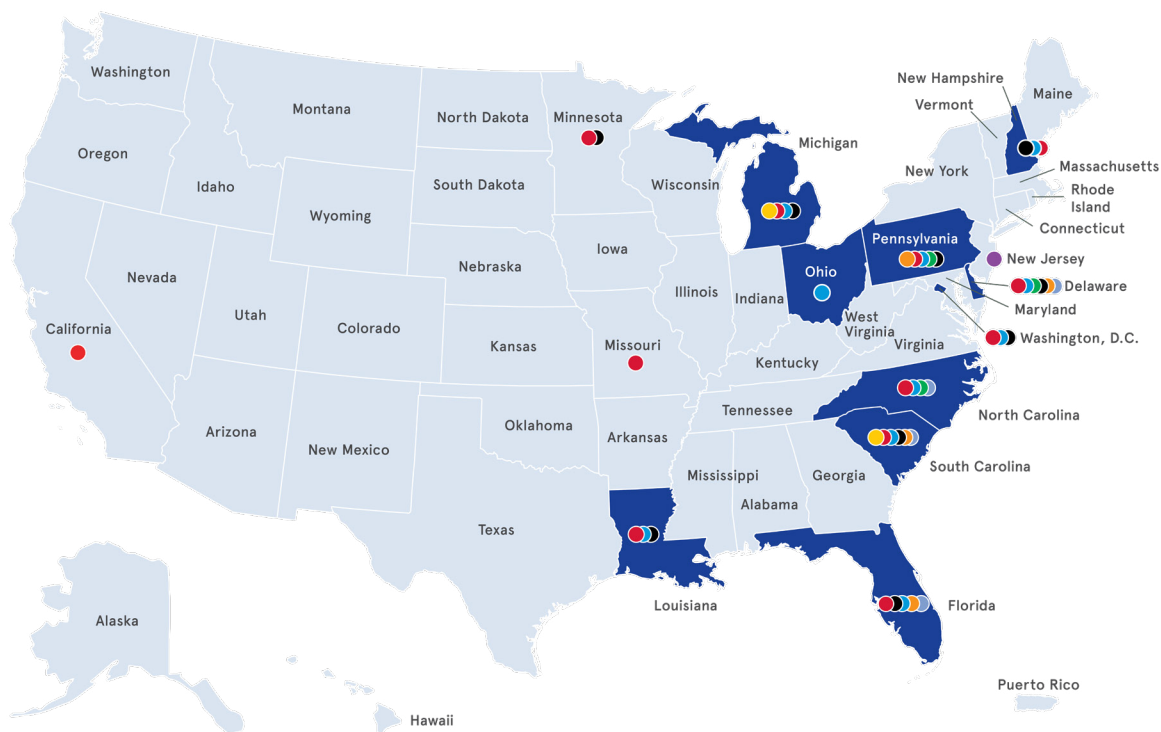 New Hampshire
Maine
Washington
Vermont
Montana
North Dakota
Minnesota
Michigan
Oregon
Massachusetts
New York
Idaho
South Dakota
Wisconsin
Rhode
Island
Wyoming
Connecticut
Pennsylvania
Iowa
New Jersey
Nebraska
Ohio
Nevada
Delaware
Illinois
Indiana
Maryland
Utah
West
Virginia
California
Colorado
Washington, D.C.
Kansas
Missouri
Virginia
Kentucky
Tennessee
North Carolina
Arizona
Oklahoma
Arkansas
New Mexico
South Carolina
Mississippi
Georgia
Alabama
Texas
Louisiana
Florida
Alaska
Puerto Rico
Hawaii